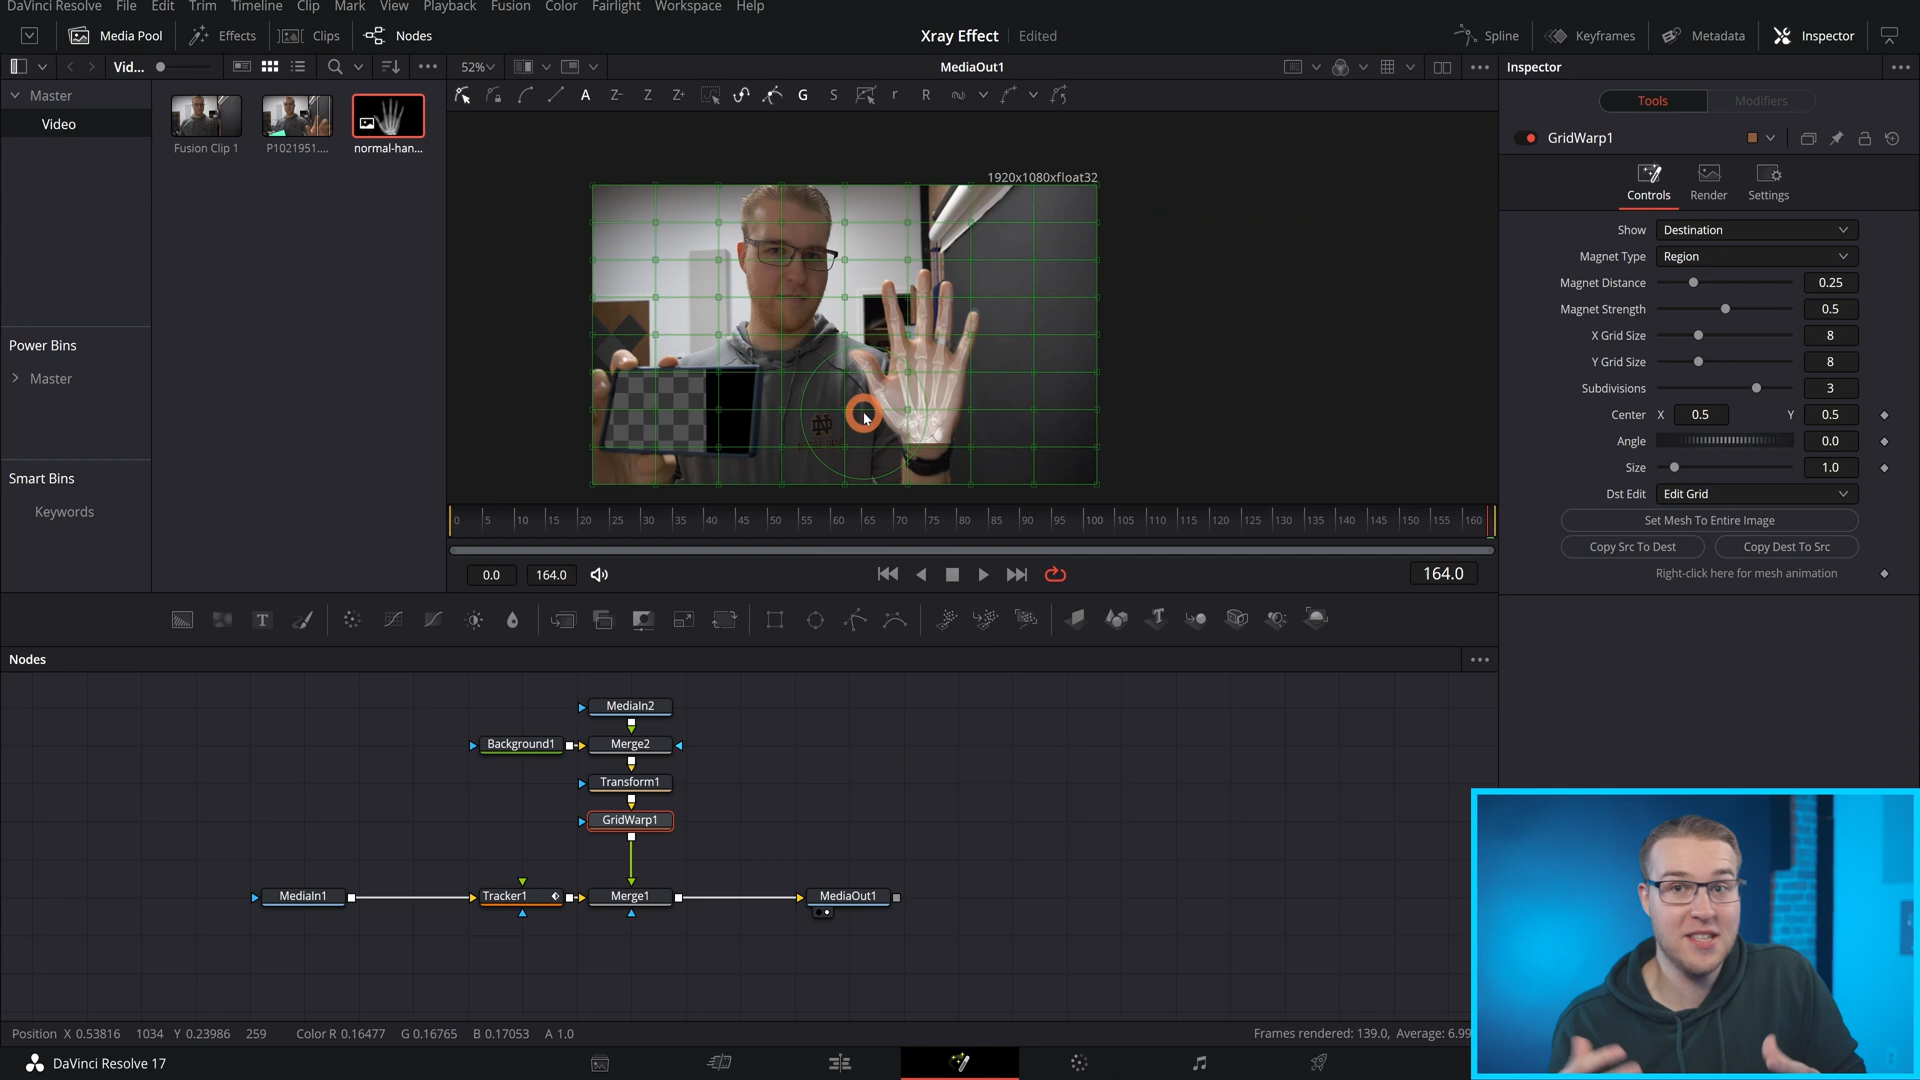 DaVinci Resolve File Edit Trim Timeline Clip Mark View Playback Fusion Color Fairlight Workspace Help
Media Pool Effects Clips Nodes Xray Effect Edited Spline Keyframes Metadata Inspector
Vid... 52% MediaOut1 Inspector
Master
Video
Fusion Clip 1 P1021951.... normal-han...
Power Bins
Master
Smart Bins
Keywords
A Z- Z Z+ G S r R
1920x1080xfloat32
0 5 10 15 20 25 30 35 40 45 50 55 60 65 70 75 80 85 90 95 100 105 110 115 120 125 130 135 140 145 150 155 160
0.0 164.0 164.0
Tools Modifiers
GridWarp1
Controls Render Settings
Show Destination
Magnet Type Region
Magnet Distance 0.25
Magnet Strength 0.5
X Grid Size 8
Y Grid Size 8
Subdivisions 3
Center X 0.5 Y 0.5
Angle 0.0
Size 1.0
Dst Edit Edit Grid
Set Mesh To Entire Image
Copy Src To Dest Copy Dest To Src
Right-click here for mesh animation
T
Nodes
MediaIn2
Background1 Merge2
Transform1
GridWarp1
MediaIn1 Tracker1 Merge1 MediaOut1
Position X 0.53816 1034 Y 0.23986 259 Color R 0.16477 G 0.16765 B 0.17053 A 1.0 Frames rendered: 139.0, Average: 6.99
DaVinci Resolve 17